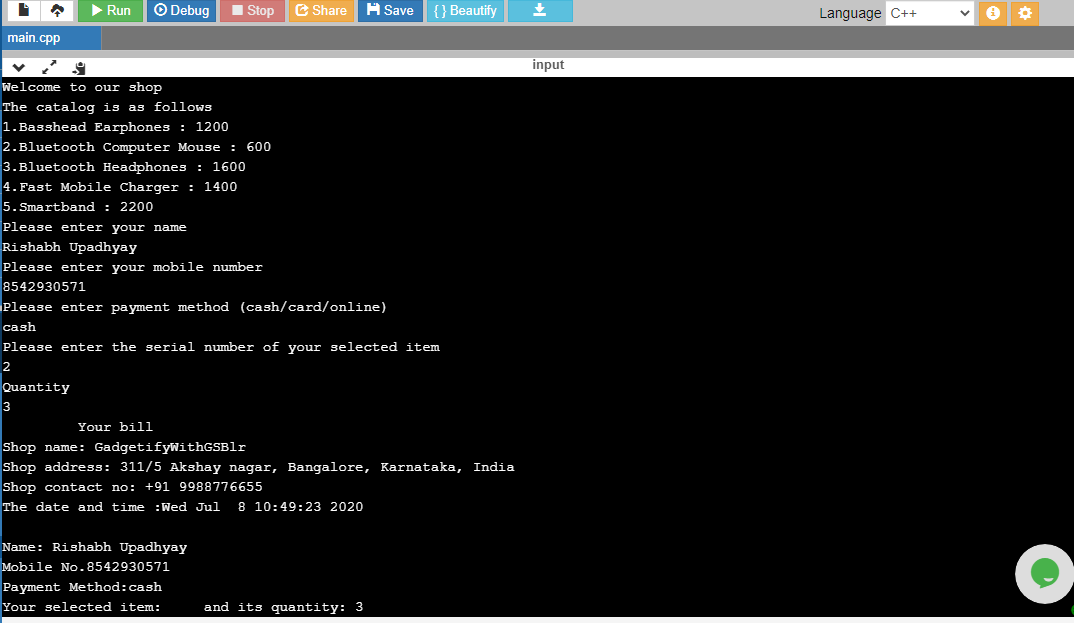 Run Debug Stop Share Save { } Beautify Language C++
main.cpp
input
Welcome to our shop
The catalog is as follows
1.Basshead Earphones : 1200
2.Bluetooth Computer Mouse : 600
3.Bluetooth Headphones : 1600
4.Fast Mobile Charger : 1400
5.Smartband : 2200
Please enter your name
Rishabh Upadhyay
Please enter your mobile number
8542930571
Please enter payment method (cash/card/online)
cash
Please enter the serial number of your selected item
2
Quantity
3
Your bill
Shop name: GadgetifyWithGSBlr
Shop address: 311/5 Akshay nagar, Bangalore, Karnataka, India
Shop contact no: +91 9988776655
The date and time :Wed Jul  8 10:49:23 2020
Name: Rishabh Upadhyay
Mobile No.8542930571
Payment Method:cash
Your selected item:     and its quantity: 3